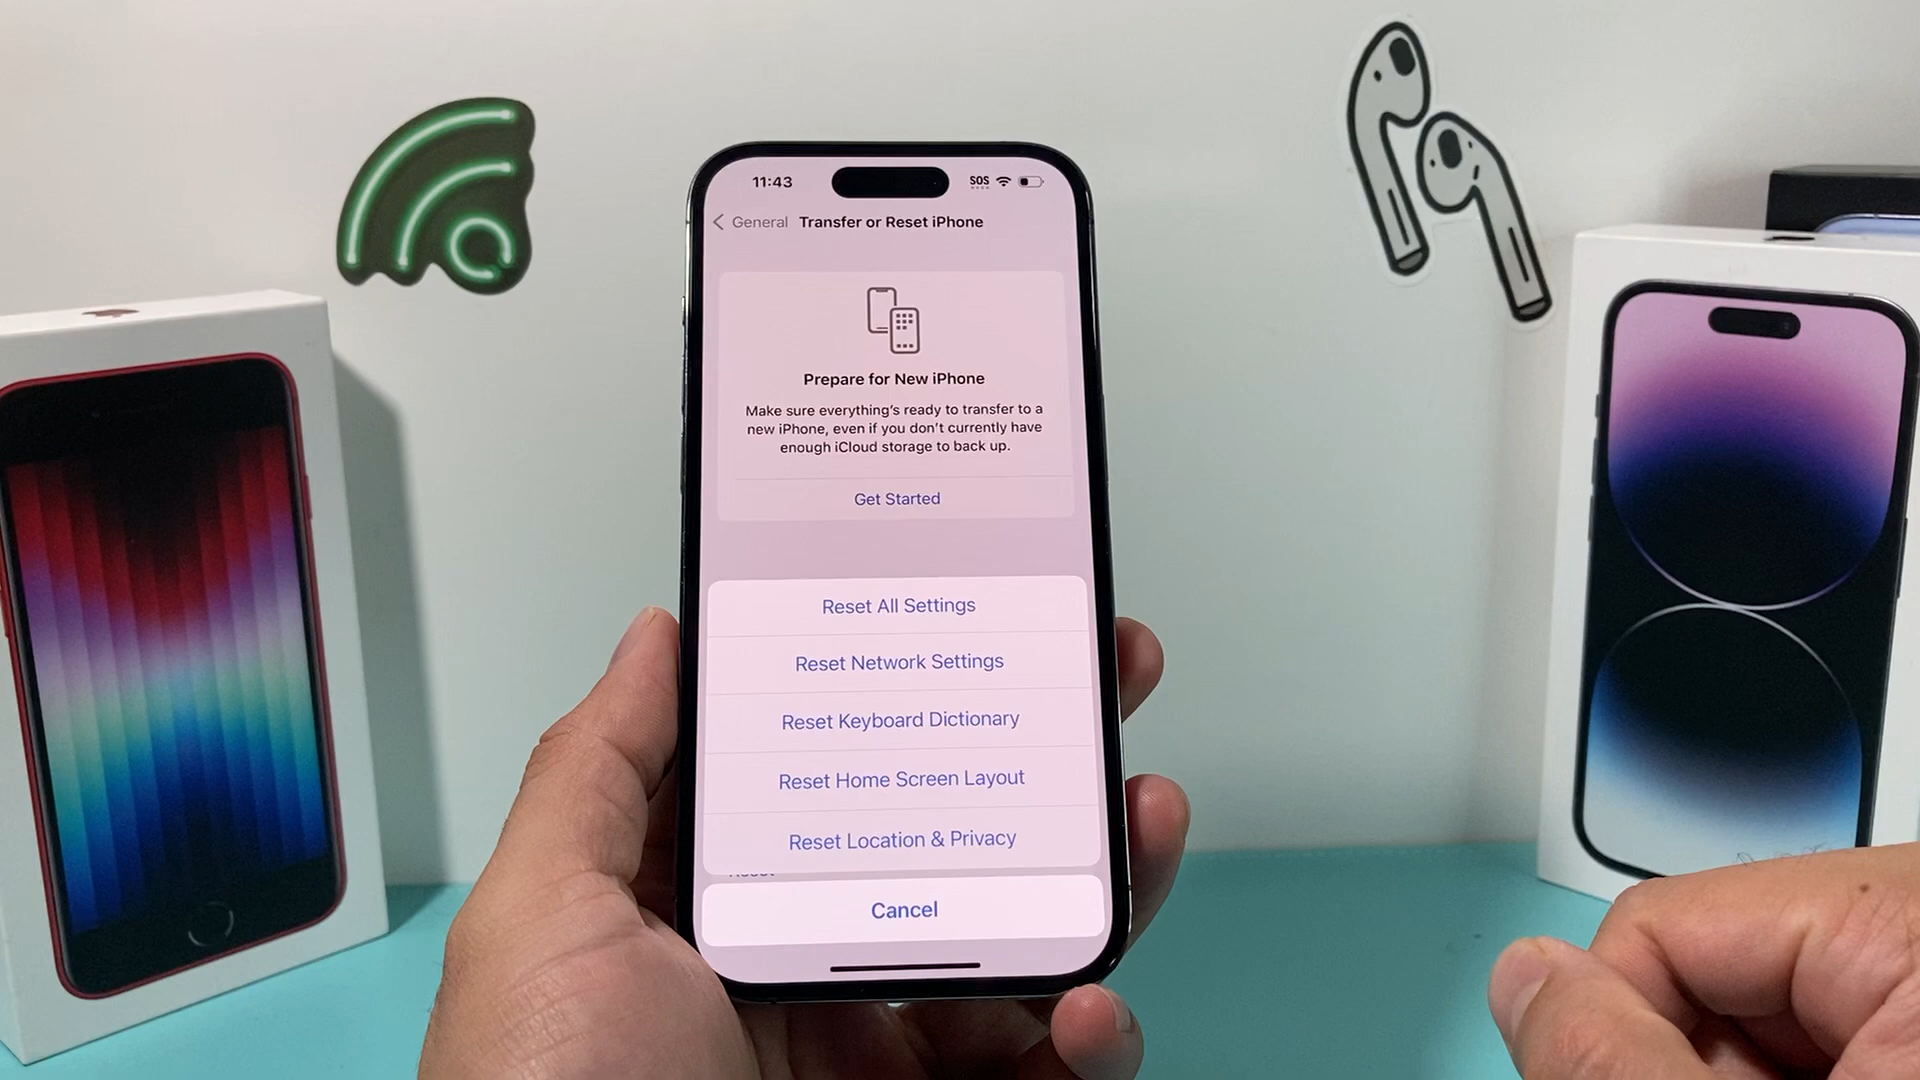 11:43 SOS
General Transfer or Reset iPhone
Prepare for New iPhone
Make sure everything's ready to transfer to a
new iPhone, even if you don't currently have
enough iCloud storage to back up.
Get Started
Reset All Settings
Reset Network Settings
Reset Keyboard Dictionary
Reset Home Screen Layout
Reset Location & Privacy
Reset
Cancel